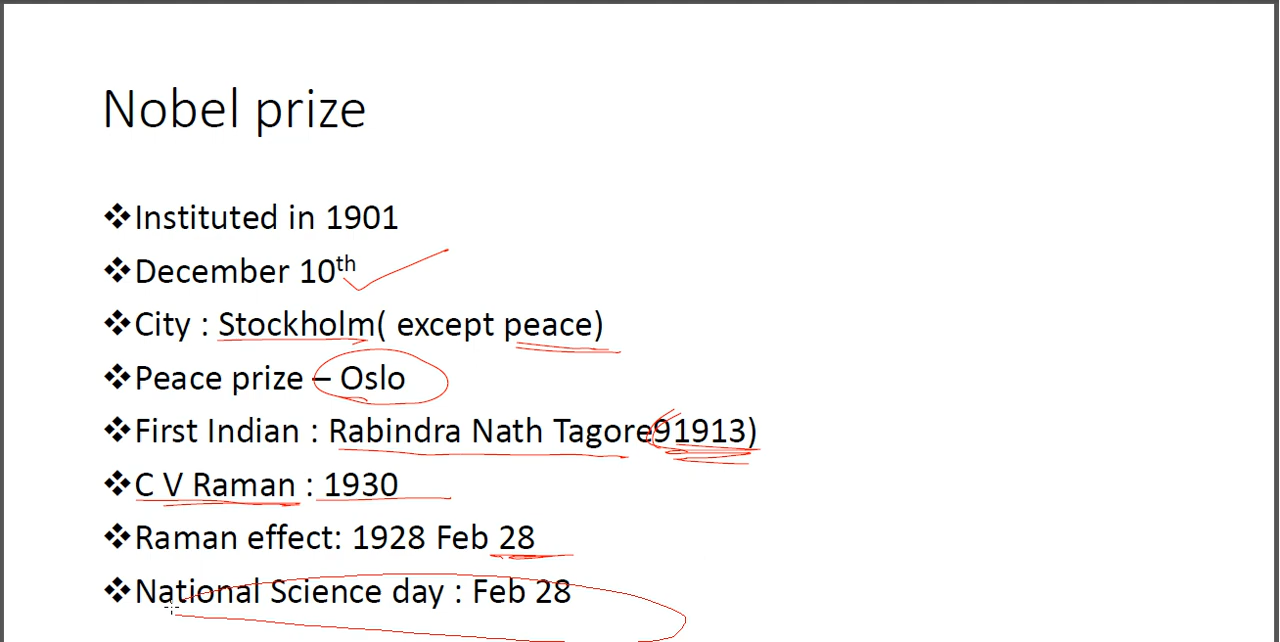 Nobel prize
❖Instituted in 1901
❖December 10th
❖City : Stockholm( except peace)
❖Peace prize – Oslo
❖First Indian : Rabindra Nath Tagore91913)
❖C V Raman : 1930
❖Raman effect: 1928 Feb 28
❖National Science day : Feb 28